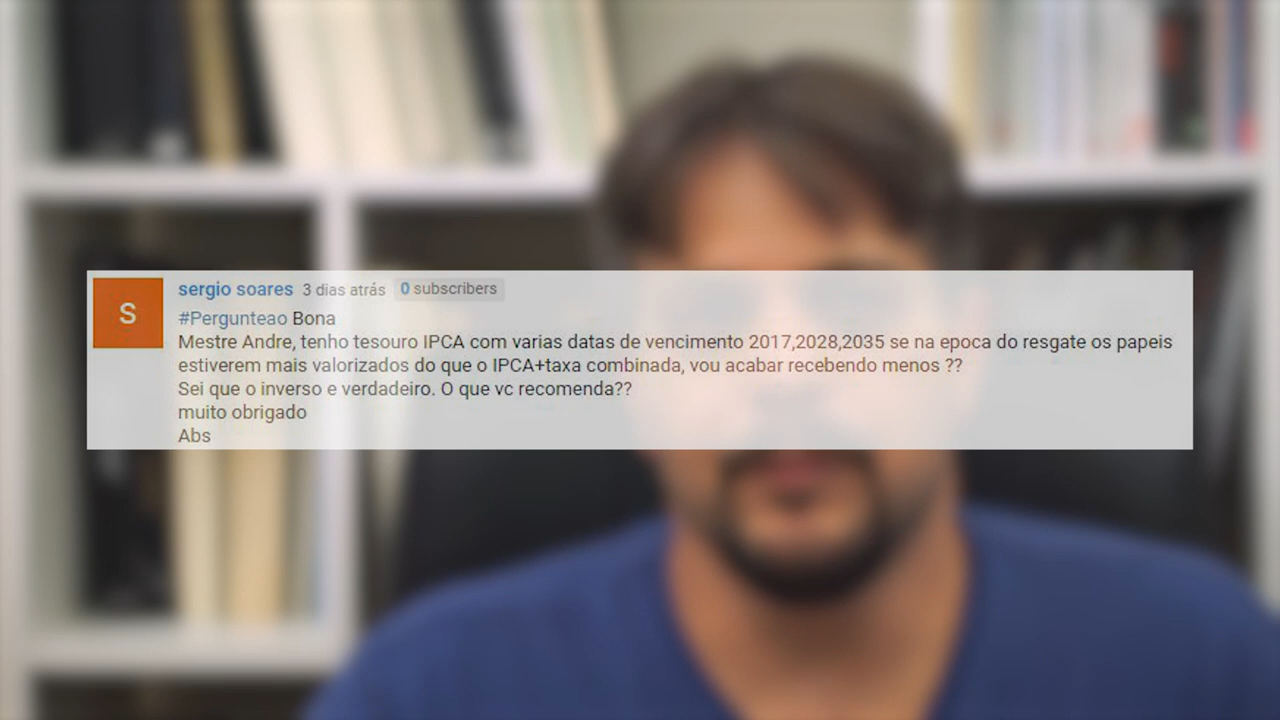 S
sergio soares 3 dias atrás 0 subscribers
#Pergunteao Bona
Mestre Andre, tenho tesouro IPCA com varias datas de vencimento 2017,2028,2035 se na epoca do resgate os papeis
estiverem mais valorizados do que o IPCA+taxa combinada, vou acabar recebendo menos ??
Sei que o inverso e verdadeiro. O que vc recomenda??
muito obrigado
Abs